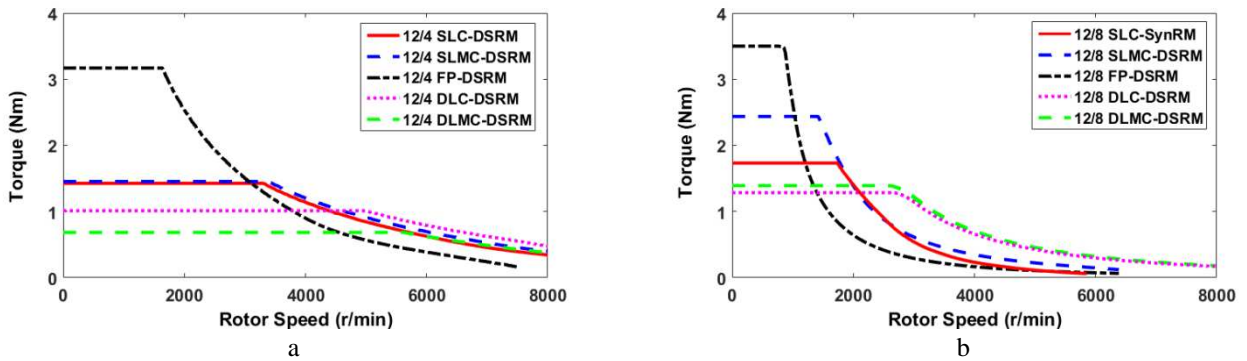 4
3
2
1
0
Torque (Nm)
0 2000 4000 6000 8000
Rotor Speed (r/min)
12/4 SLC-DSRM
12/4 SLMC-DSRM
12/4 FP-DSRM
12/4 DLC-DSRM
12/4 DLMC-DSRM
a
4
3
2
1
0
Torque (Nm)
0 2000 4000 6000 8000
Rotor Speed (r/min)
12/8 SLC-SynRM
12/8 SLMC-DSRM
12/8 FP-DSRM
12/8 DLC-DSRM
12/8 DLMC-DSRM
b